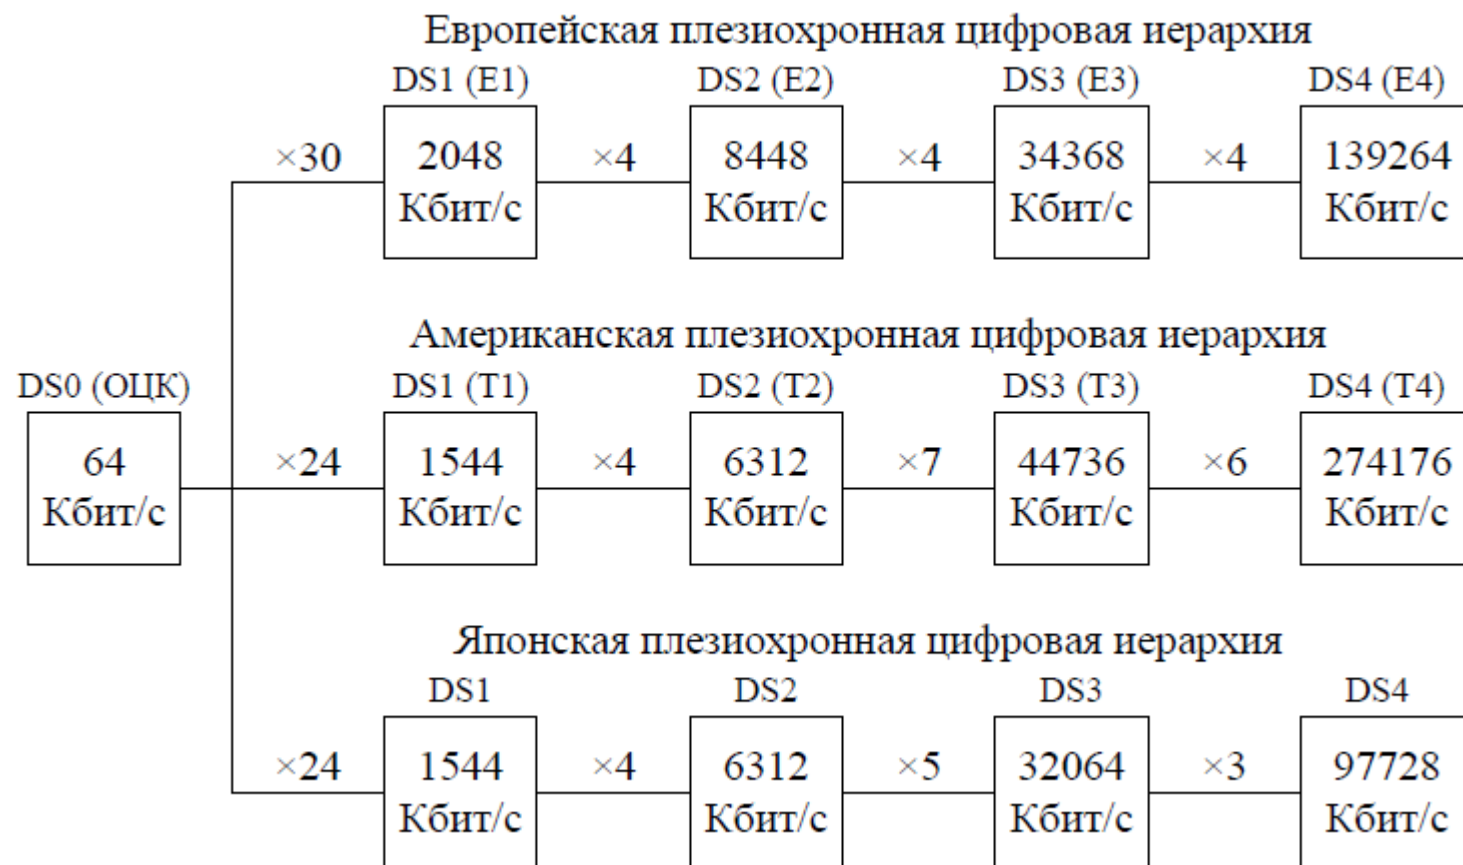 Европейская плезиохронная цифровая иерархия
DS1 (E1) DS2 (E2) DS3 (E3) DS4 (E4)
×30 2048 ×4 8448 ×4 34368 ×4 139264
Кбит/с Кбит/с Кбит/с Кбит/с
Американская плезиохронная цифровая иерархия
DS0 (ОЦК) DS1 (T1) DS2 (T2) DS3 (T3) DS4 (T4)
64 ×24 1544 ×4 6312 ×7 44736 ×6 274176
Кбит/с Кбит/с Кбит/с Кбит/с Кбит/с
Японская плезиохронная цифровая иерархия
DS1 DS2 DS3 DS4
×24 1544 ×4 6312 ×5 32064 ×3 97728
Кбит/с Кбит/с Кбит/с Кбит/с